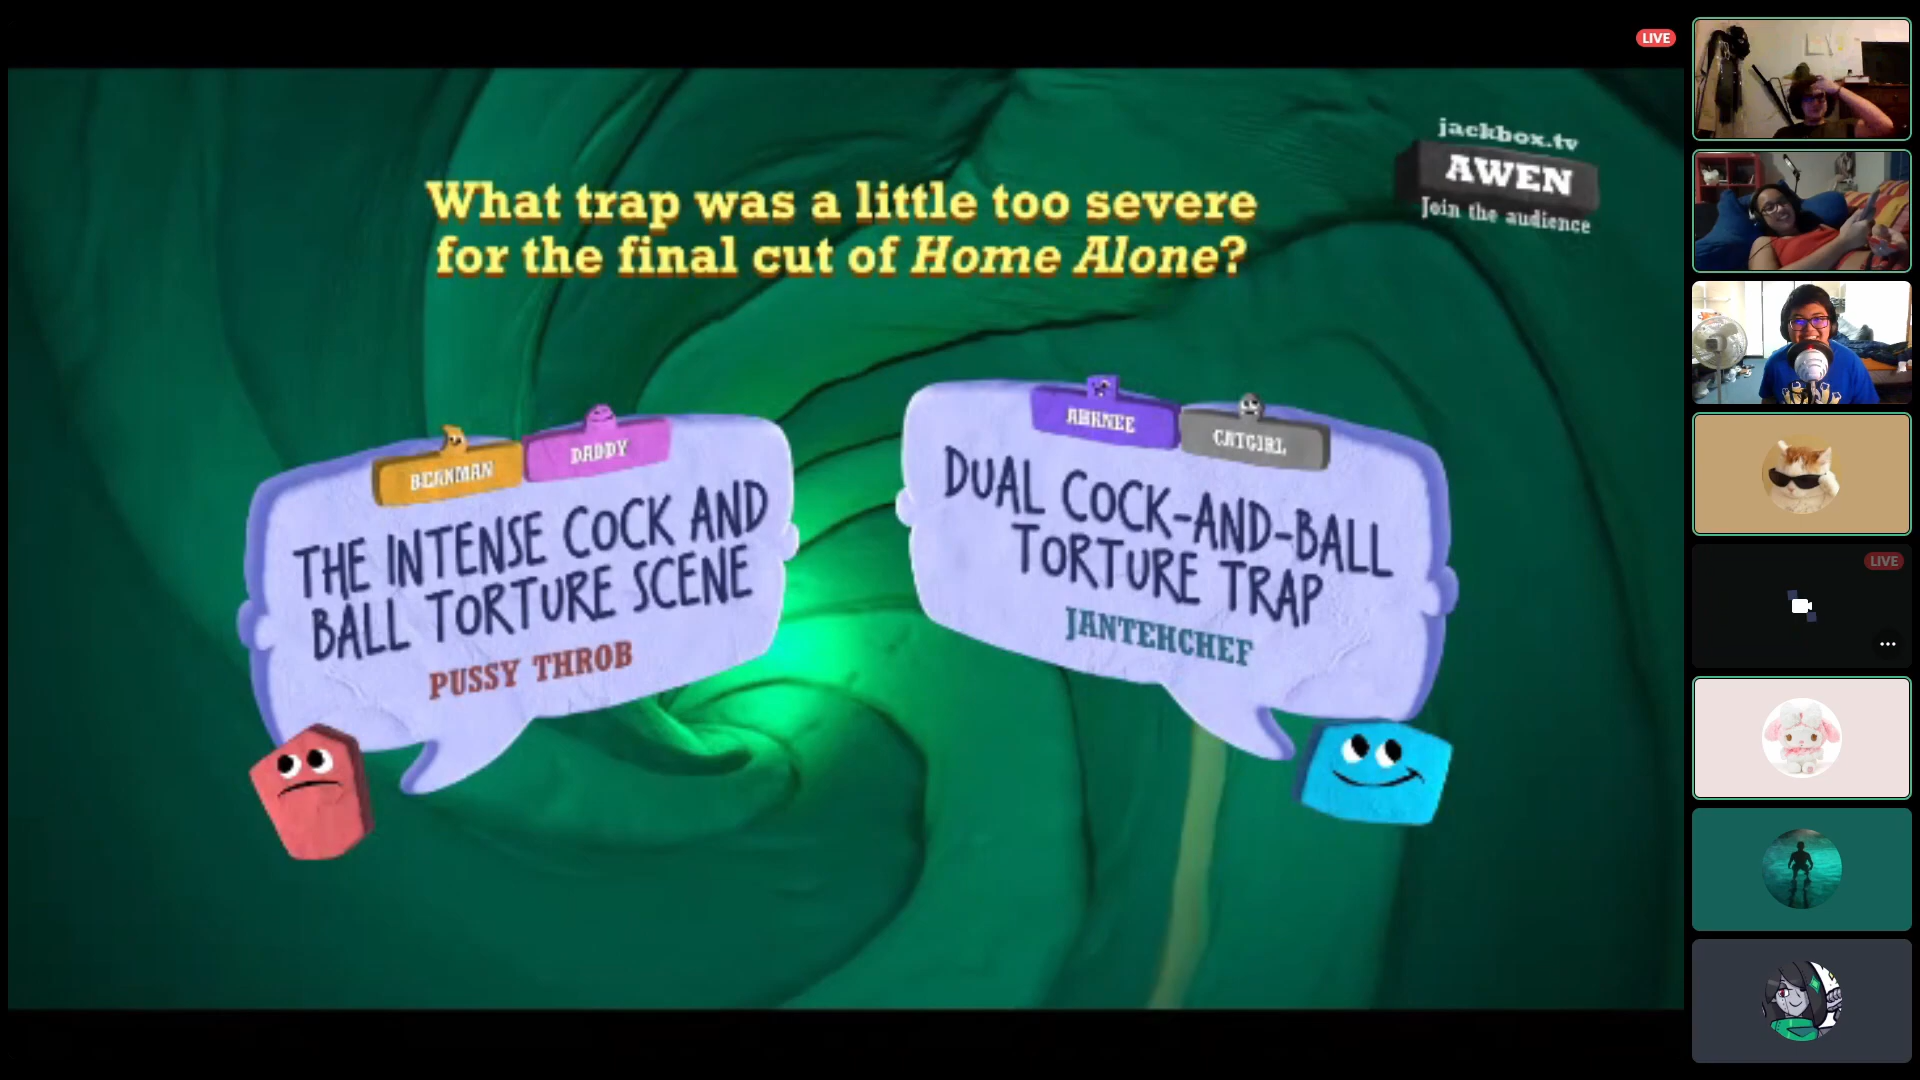 LIVE
jackbox.tv
AWEN
Join the audience
What trap was a little too severe
for the final cut of Home Alone?
BEANMAN
DADDY
THE INTENSE COCK AND
BALL TORTURE SCENE
PUSSY THROB
CATGIRL
DUAL COCK-AND-BALL
TORTURE TRAP
JANTEHCHEF
LIVE